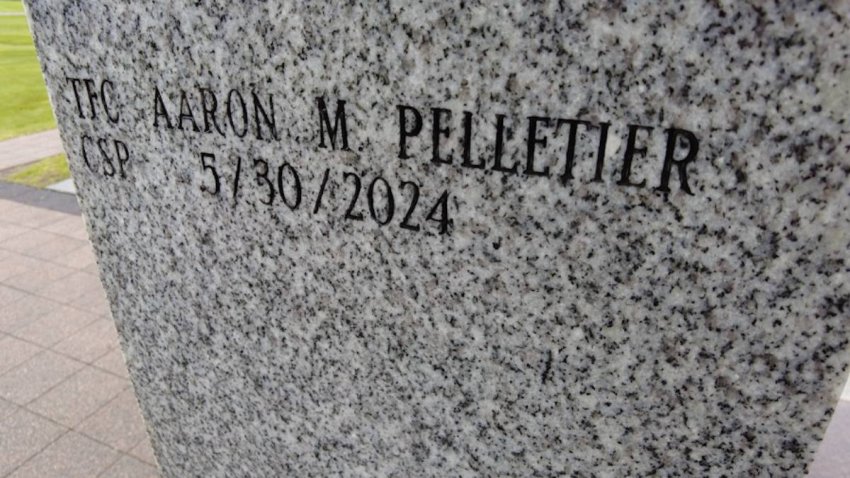 TFC AARON M. PELLETIER
CSP 5/30/2024